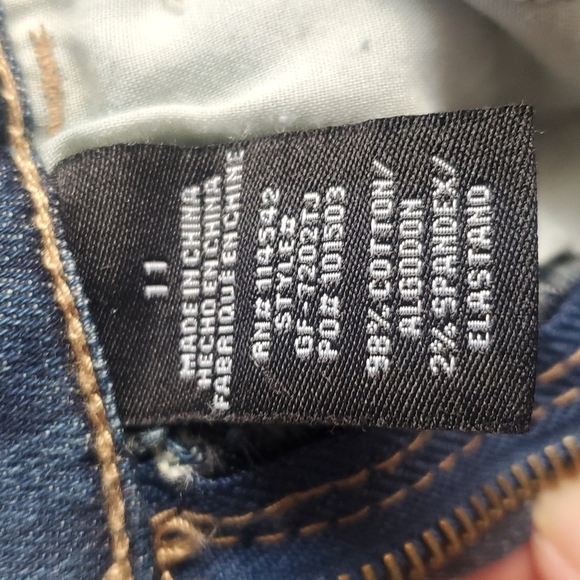 11
MADE IN CHINA
HECHO EN CHINA
FABRIQUE EN CHINE
RN# 114542
STYLE#
GF-7202TJ
PO# 1D1505
98% COTTON/
ALGODON
2% SPANDEX/
ELASTANO